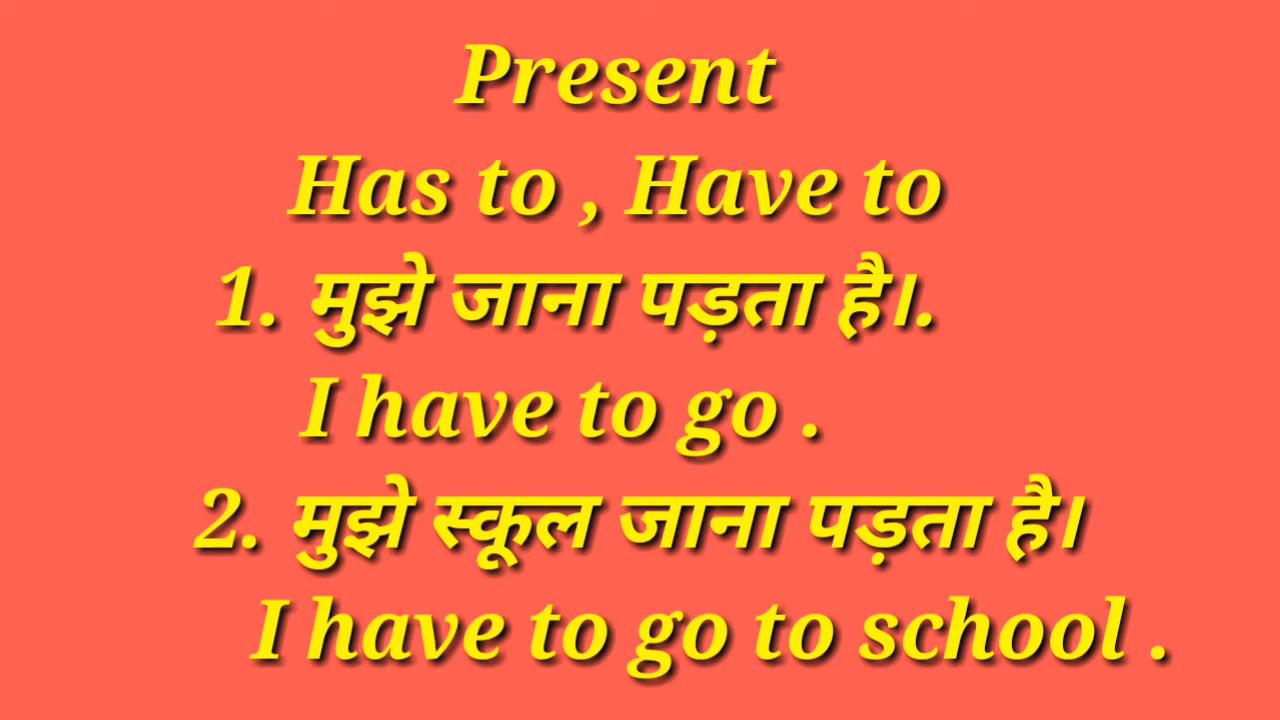 Present
Has to , Have to
1. मुझे जाना पड़ता है।.
I have to go .
2. मुझे स्कूल जाना पड़ता है।
I have to go to school .